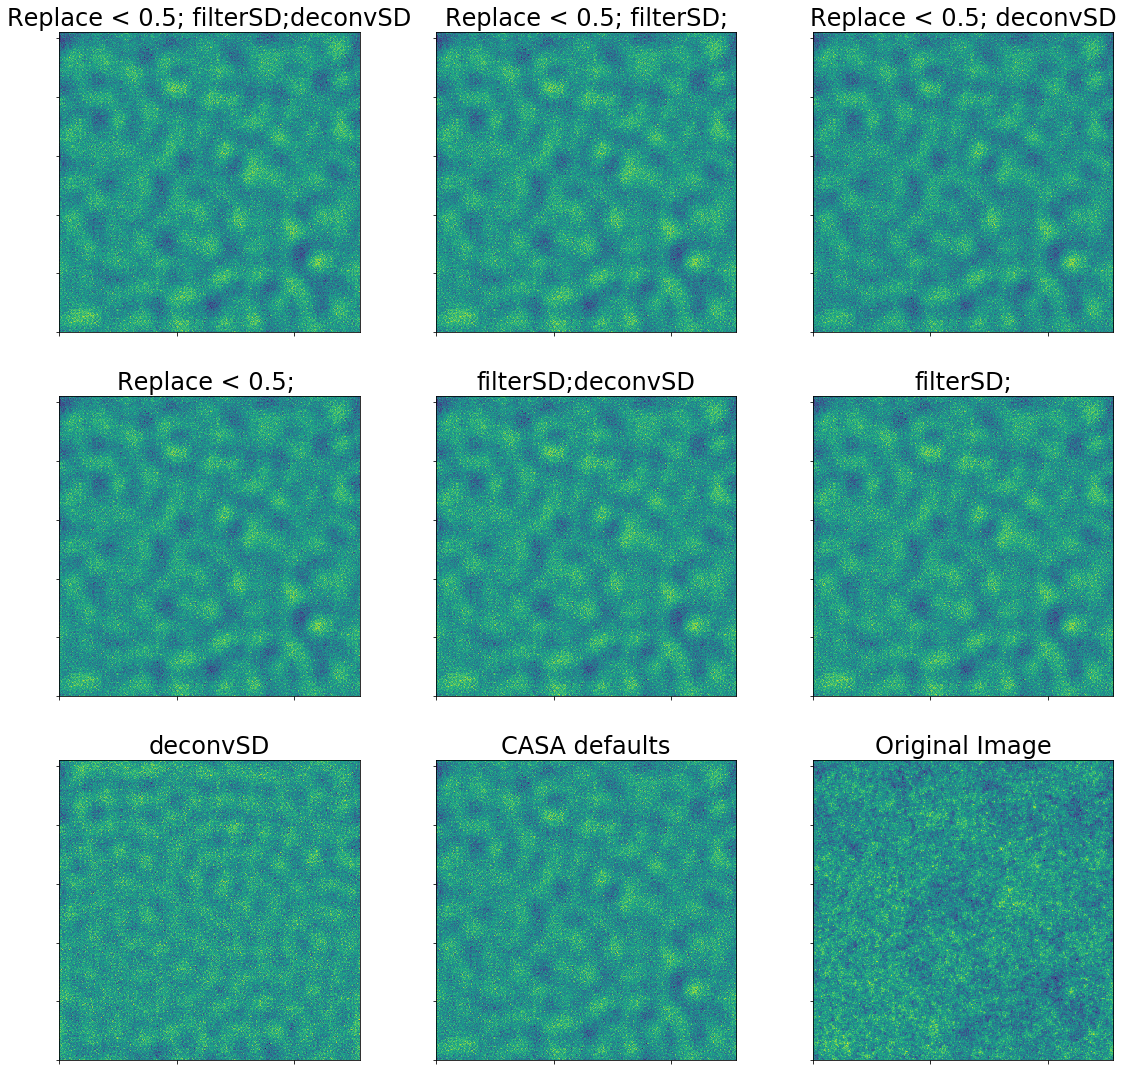 Replace < 0.5; filterSD;deconvSD
Replace < 0.5; filterSD;
Replace < 0.5; deconvSD
Replace < 0.5;
filterSD;deconvSD
filterSD;
deconvSD
CASA defaults
Original Image